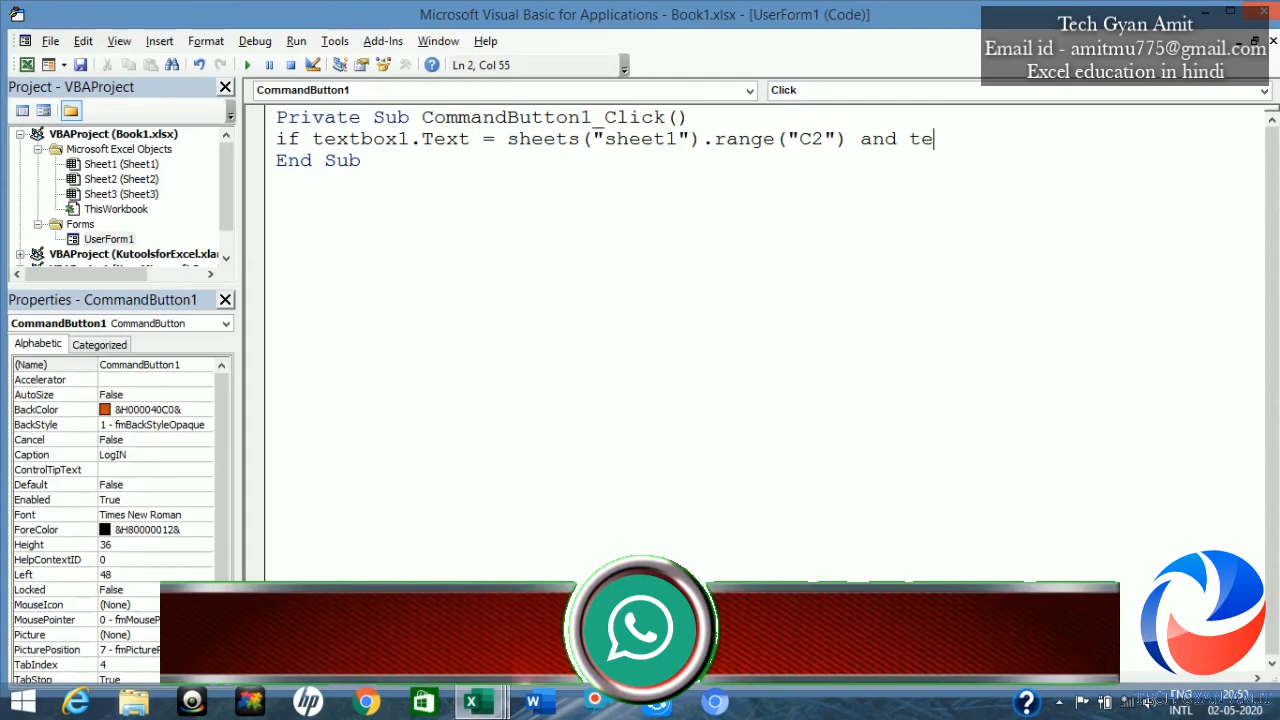 Microsoft Visual Basic for Applications - Book1.xlsx - [UserForm1 (Code)]
Tech Gyan Amit
Email id - amitmu775@gmail.com
Excel education in hindi
File Edit View Insert Format Debug Run Tools Add-Ins Window Help
Ln 2, Col 55
Project - VBAProject
CommandButton1
Click
VBAProject (Book1.xlsx)
Microsoft Excel Objects
Sheet1 (Sheet1)
Sheet2 (Sheet2)
Sheet3 (Sheet3)
ThisWorkbook
Forms
UserForm1
VBAProject (KutoolsforExcel.xla
Private Sub CommandButton1_Click()
if textbox1.Text = sheets("sheet1").range("C2") and te
End Sub
Properties - CommandButton1
CommandButton1 CommandButton
Alphabetic Categorized
(Name) CommandButton1
Accelerator
AutoSize False
BackColor &H000040C0&
BackStyle 1 - fmBackStyleOpaque
Cancel False
Caption LogIN
ControlTipText
Default False
Enabled True
Font Times New Roman
ForeColor &H80000012&
Height 36
HelpContextID 0
Left 48
Locked False
MouseIcon (None)
MousePointer 0 - fmMouseP
Picture (None)
PicturePosition 7 - fmPicture
TabIndex 4
TabStop True
hp
ENG
INTL 02-05-2020